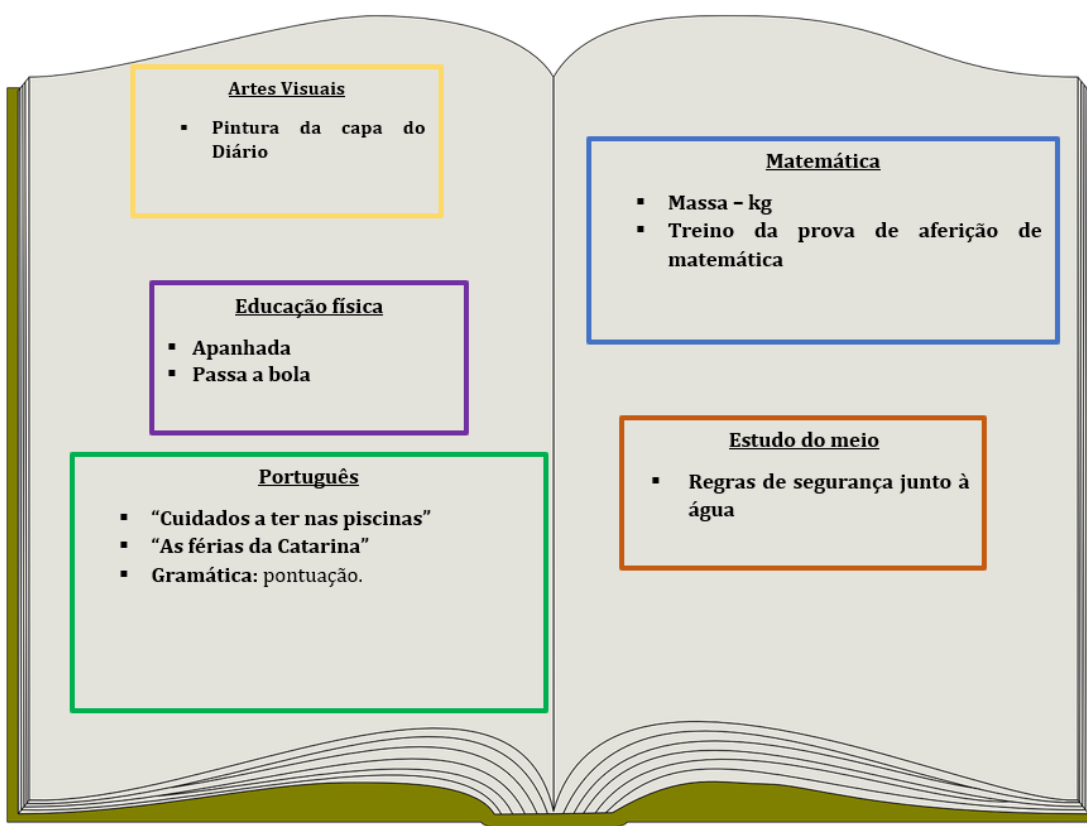 Artes Visuais
▪ Pintura da capa do
Diário
Educação física
▪ Apanhada
▪ Passa a bola
Português
▪ “Cuidados a ter nas piscinas”
▪ “As férias da Catarina”
▪ Gramática: pontuação.
Matemática
▪ Massa – kg
▪ Treino da prova de aferição de
matemática
Estudo do meio
▪ Regras de segurança junto à
água